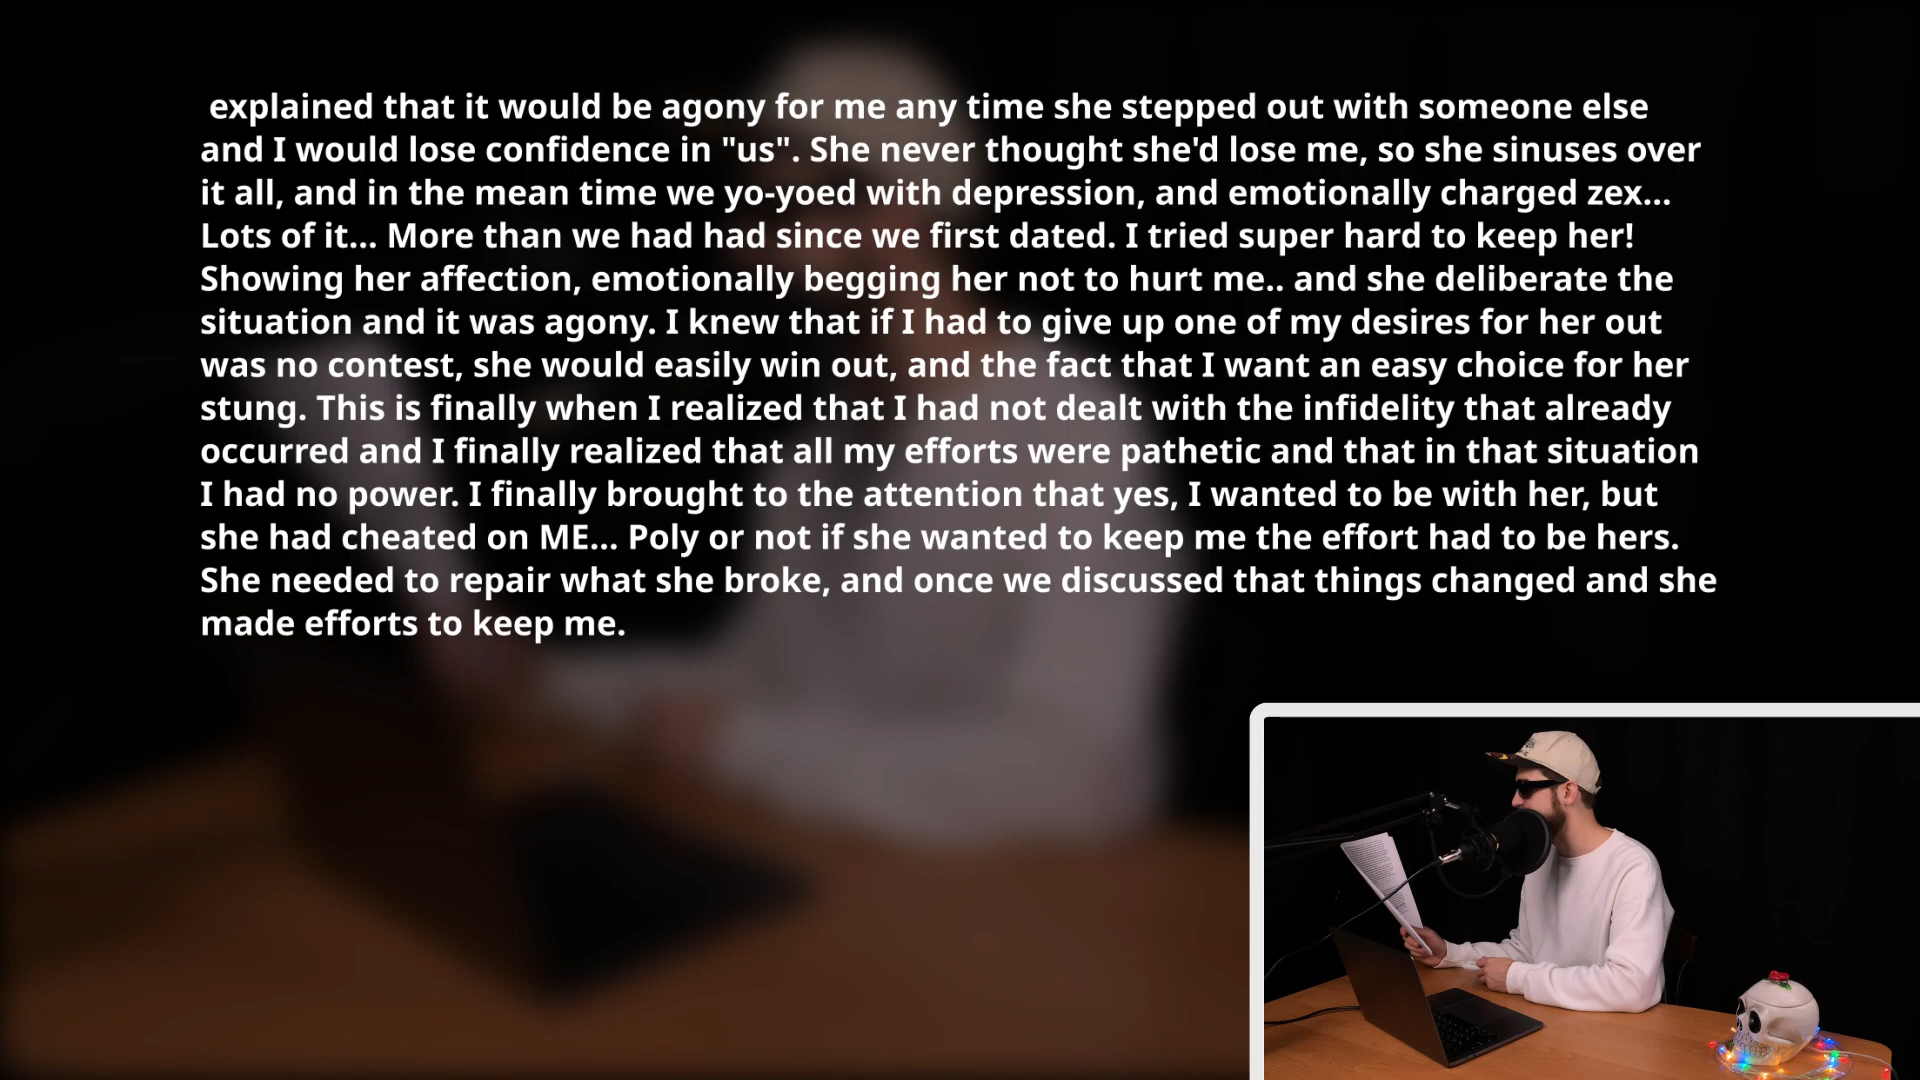 explained that it would be agony for me any time she stepped out with someone else
and I would lose confidence in "us". She never thought she'd lose me, so she sinuses over
it all, and in the mean time we yo-yoed with depression, and emotionally charged zex...
Lots of it... More than we had had since we first dated. I tried super hard to keep her!
Showing her affection, emotionally begging her not to hurt me.. and she deliberate the
situation and it was agony. I knew that if I had to give up one of my desires for her out
was no contest, she would easily win out, and the fact that I want an easy choice for her
stung. This is finally when I realized that I had not dealt with the infidelity that already
occurred and I finally realized that all my efforts were pathetic and that in that situation
I had no power. I finally brought to the attention that yes, I wanted to be with her, but
she had cheated on ME... Poly or not if she wanted to keep me the effort had to be hers.
She needed to repair what she broke, and once we discussed that things changed and she
made efforts to keep me.